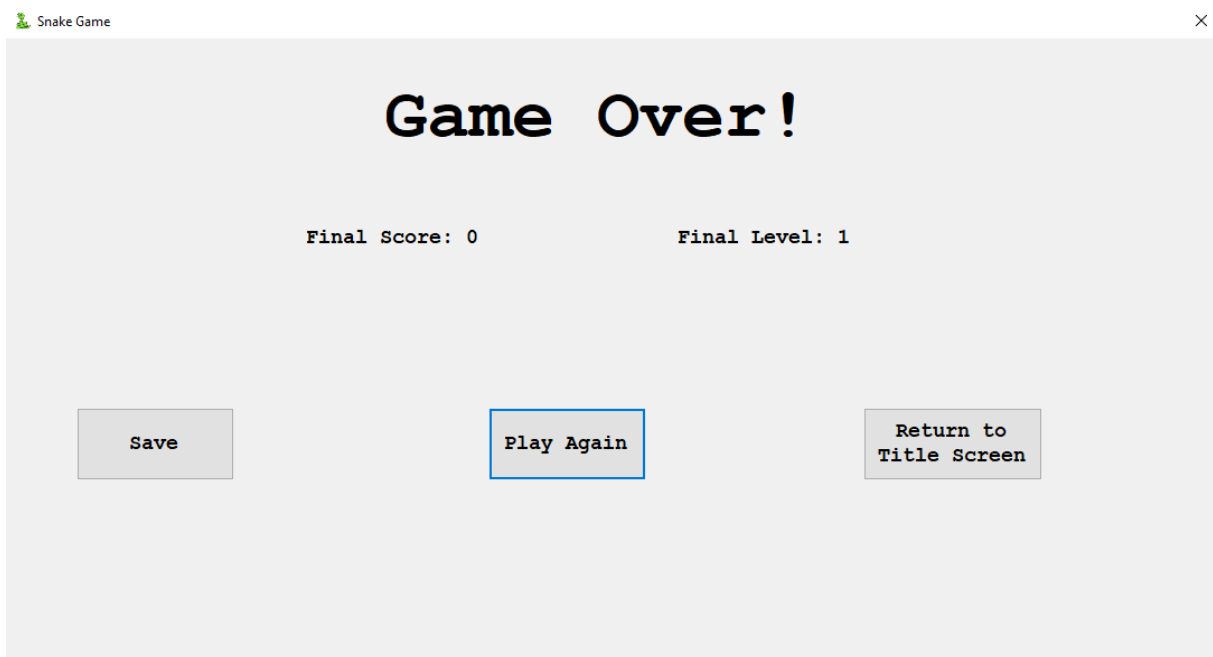 Snake Game
Game Over!
Final Score: 0
Final Level: 1
Save
Play Again
Return to
Title Screen